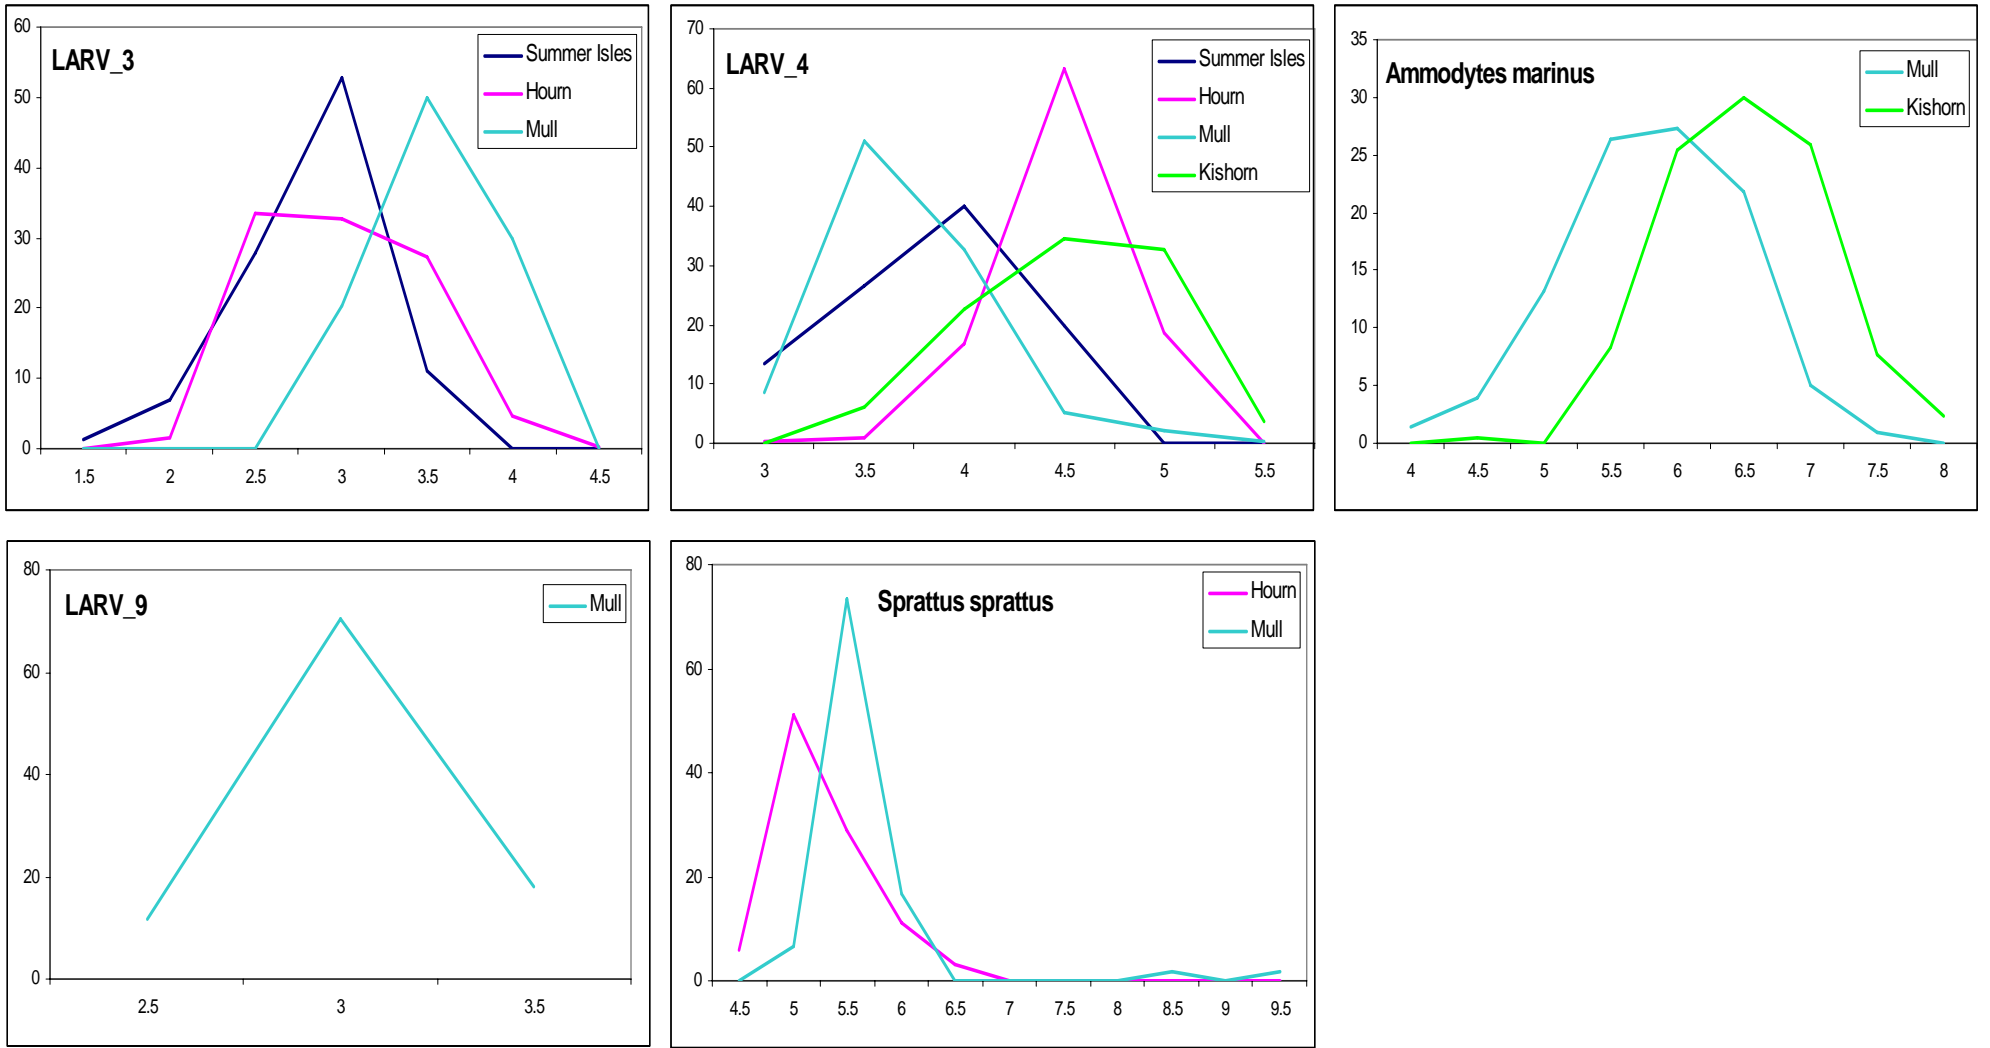 LARV_3
Summer Isles
Hourn
Mull
60
50
40
30
20
10
0
1.5 2 2.5 3 3.5 4 4.5
LARV_4
Summer Isles
Hourn
Mull
Kishorn
70
60
50
40
30
20
10
0
3 3.5 4 4.5 5 5.5
Ammodytes marinus
Mull
Kishorn
35
30
25
20
15
10
5
0
4 4.5 5 5.5 6 6.5 7 7.5 8
LARV_9
Mull
80
60
40
20
0
2.5 3 3.5
Sprattus sprattus
Hourn
Mull
80
60
40
20
0
4.5 5 5.5 6 6.5 7 7.5 8 8.5 9 9.5